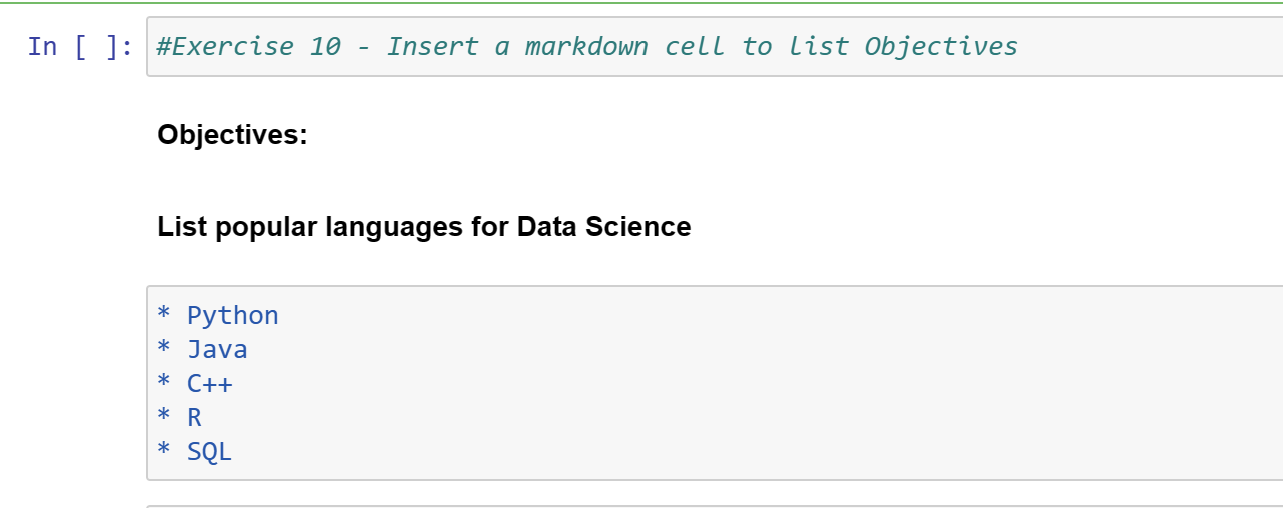 In [ ]: #Exercise 10 - Insert a markdown cell to list Objectives
Objectives:
List popular languages for Data Science
* Python
* Java
* C++
* R
* SQL